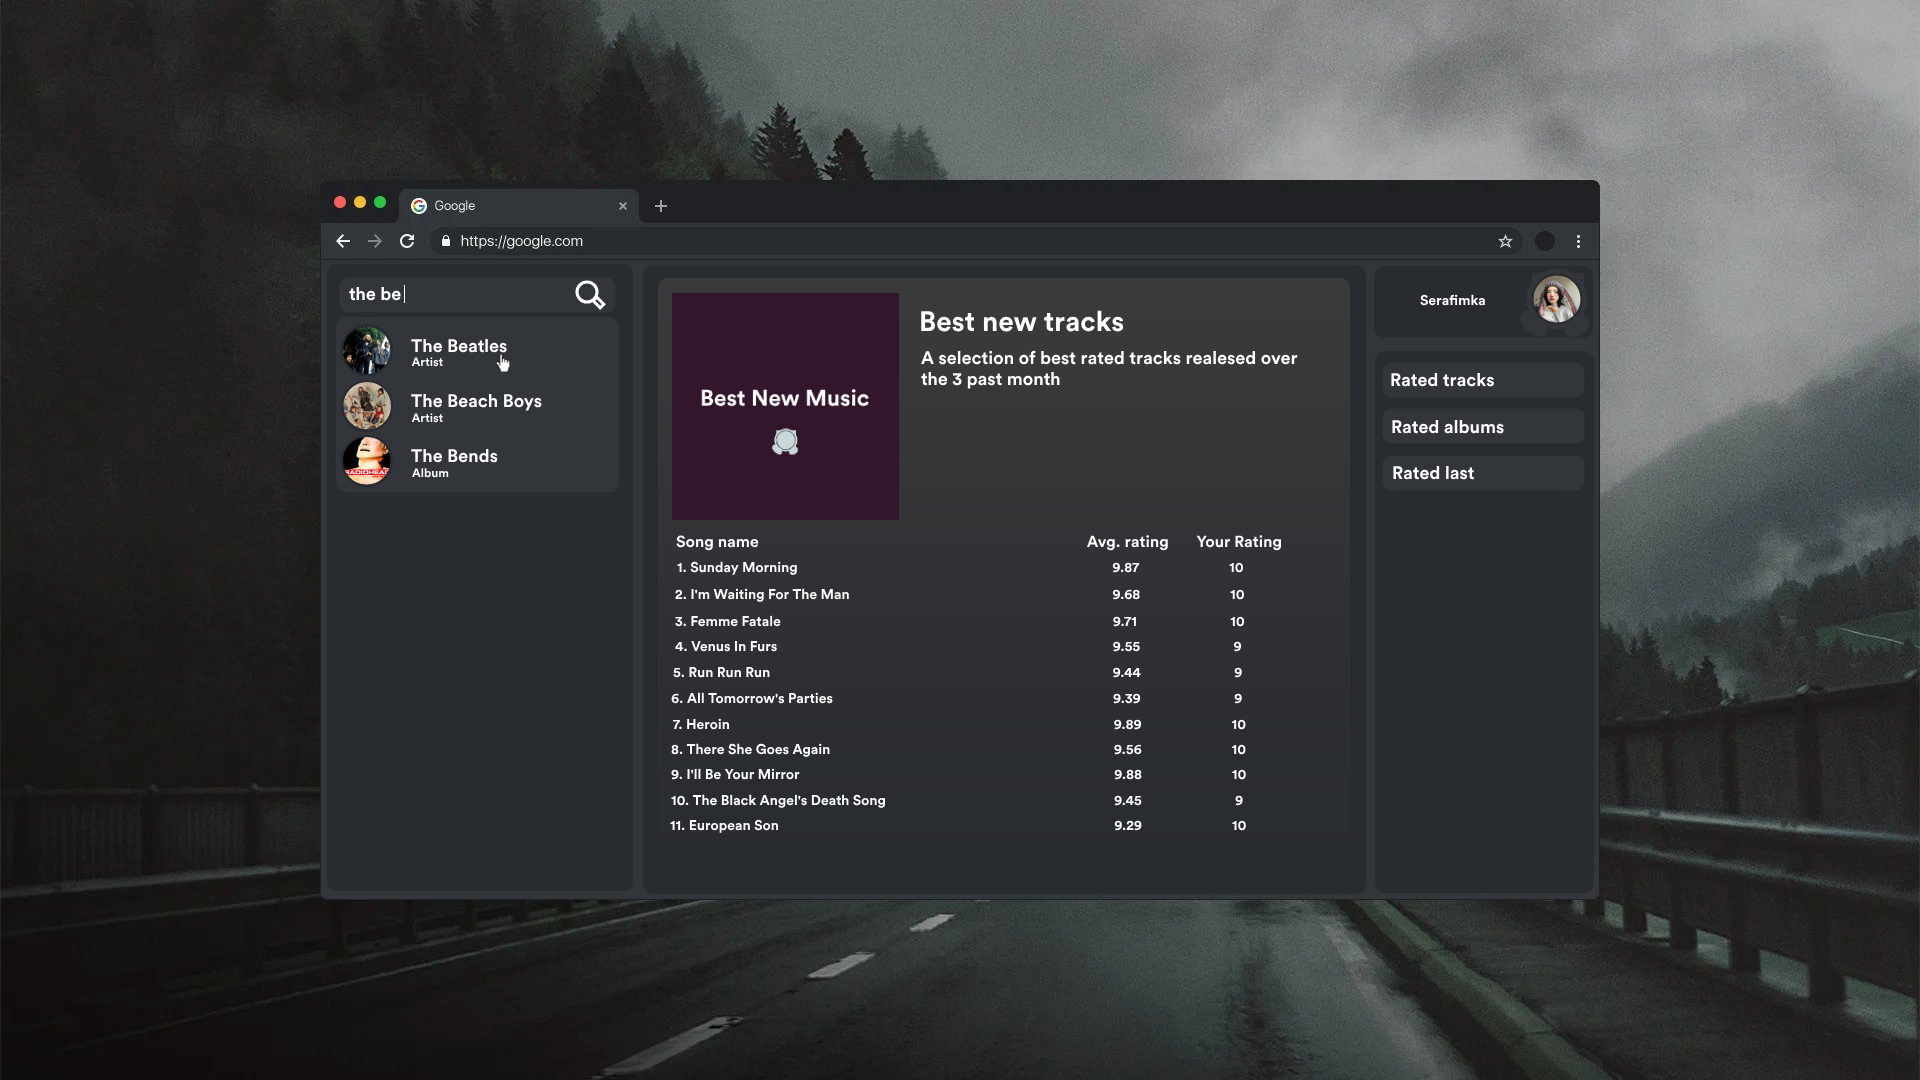 Google
https://google.com
the be
The Beatles
Artist
The Beach Boys
Artist
The Bends
Album
RADIOHEAD
Best New Music
Best new tracks
A selection of best rated tracks realesed over
the 3 past month
Song name Avg. rating Your Rating
1. Sunday Morning 9.87 10
2. I'm Waiting For The Man 9.68 10
3. Femme Fatale 9.71 10
4. Venus In Furs 9.55 9
5. Run Run Run 9.44 9
6. All Tomorrow's Parties 9.39 9
7. Heroin 9.89 10
8. There She Goes Again 9.56 10
9. I'll Be Your Mirror 9.88 10
10. The Black Angel's Death Song 9.45 9
11. European Son 9.29 10
Serafimka
Rated tracks
Rated albums
Rated last